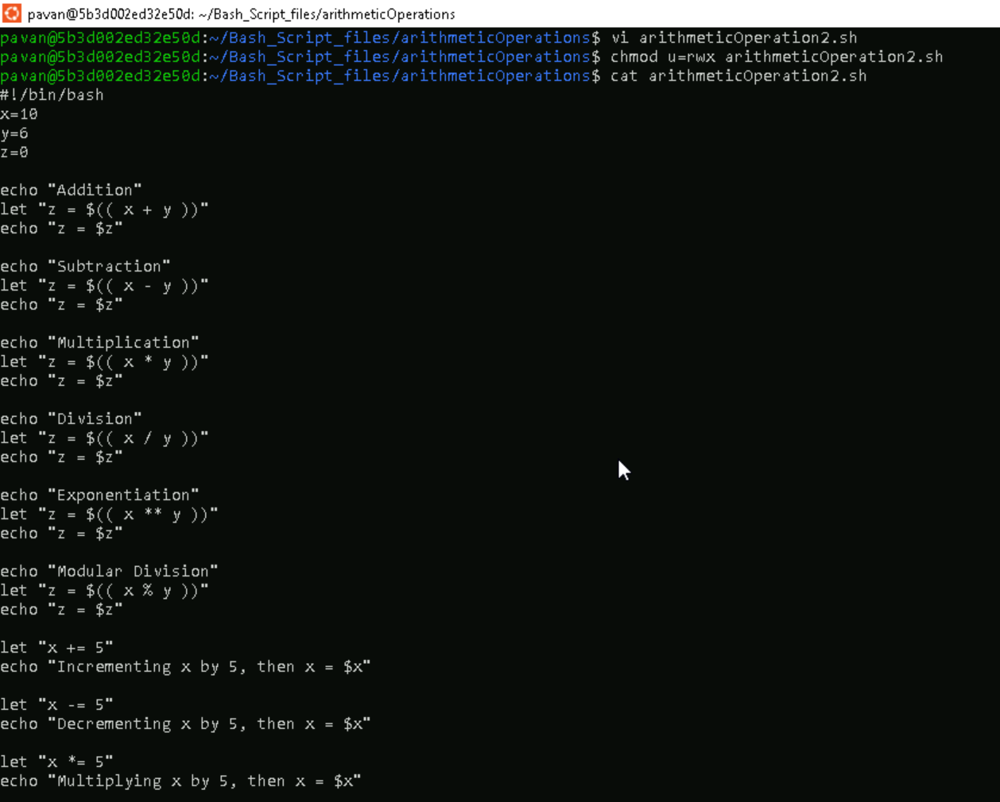 pavan@5b3d002ed32e50d: ~/Bash_Script_files/arithmeticOperations
pavan@5b3d002ed32e50d:~/Bash_Script_files/arithmeticOperations$ vi arithmeticOperation2.sh
pavan@5b3d002ed32e50d:~/Bash_Script_files/arithmeticOperations$ chmod u=rwx arithmeticOperation2.sh
pavan@5b3d002ed32e50d:~/Bash_Script_files/arithmeticOperations$ cat arithmeticOperation2.sh
#!/bin/bash
x=10
y=6
z=0

echo "Addition"
let "z = $(( x + y ))"
echo "z = $z"

echo "Subtraction"
let "z = $(( x - y ))"
echo "z = $z"

echo "Multiplication"
let "z = $(( x * y ))"
echo "z = $z"

echo "Division"
let "z = $(( x / y ))"
echo "z = $z"

echo "Exponentiation"
let "z = $(( x ** y ))"
echo "z = $z"

echo "Modular Division"
let "z = $(( x % y ))"
echo "z = $z"

let "x += 5"
echo "Incrementing x by 5, then x = $x"

let "x -= 5"
echo "Decrementing x by 5, then x = $x"

let "x *= 5"
echo "Multiplying x by 5, then x = $x"